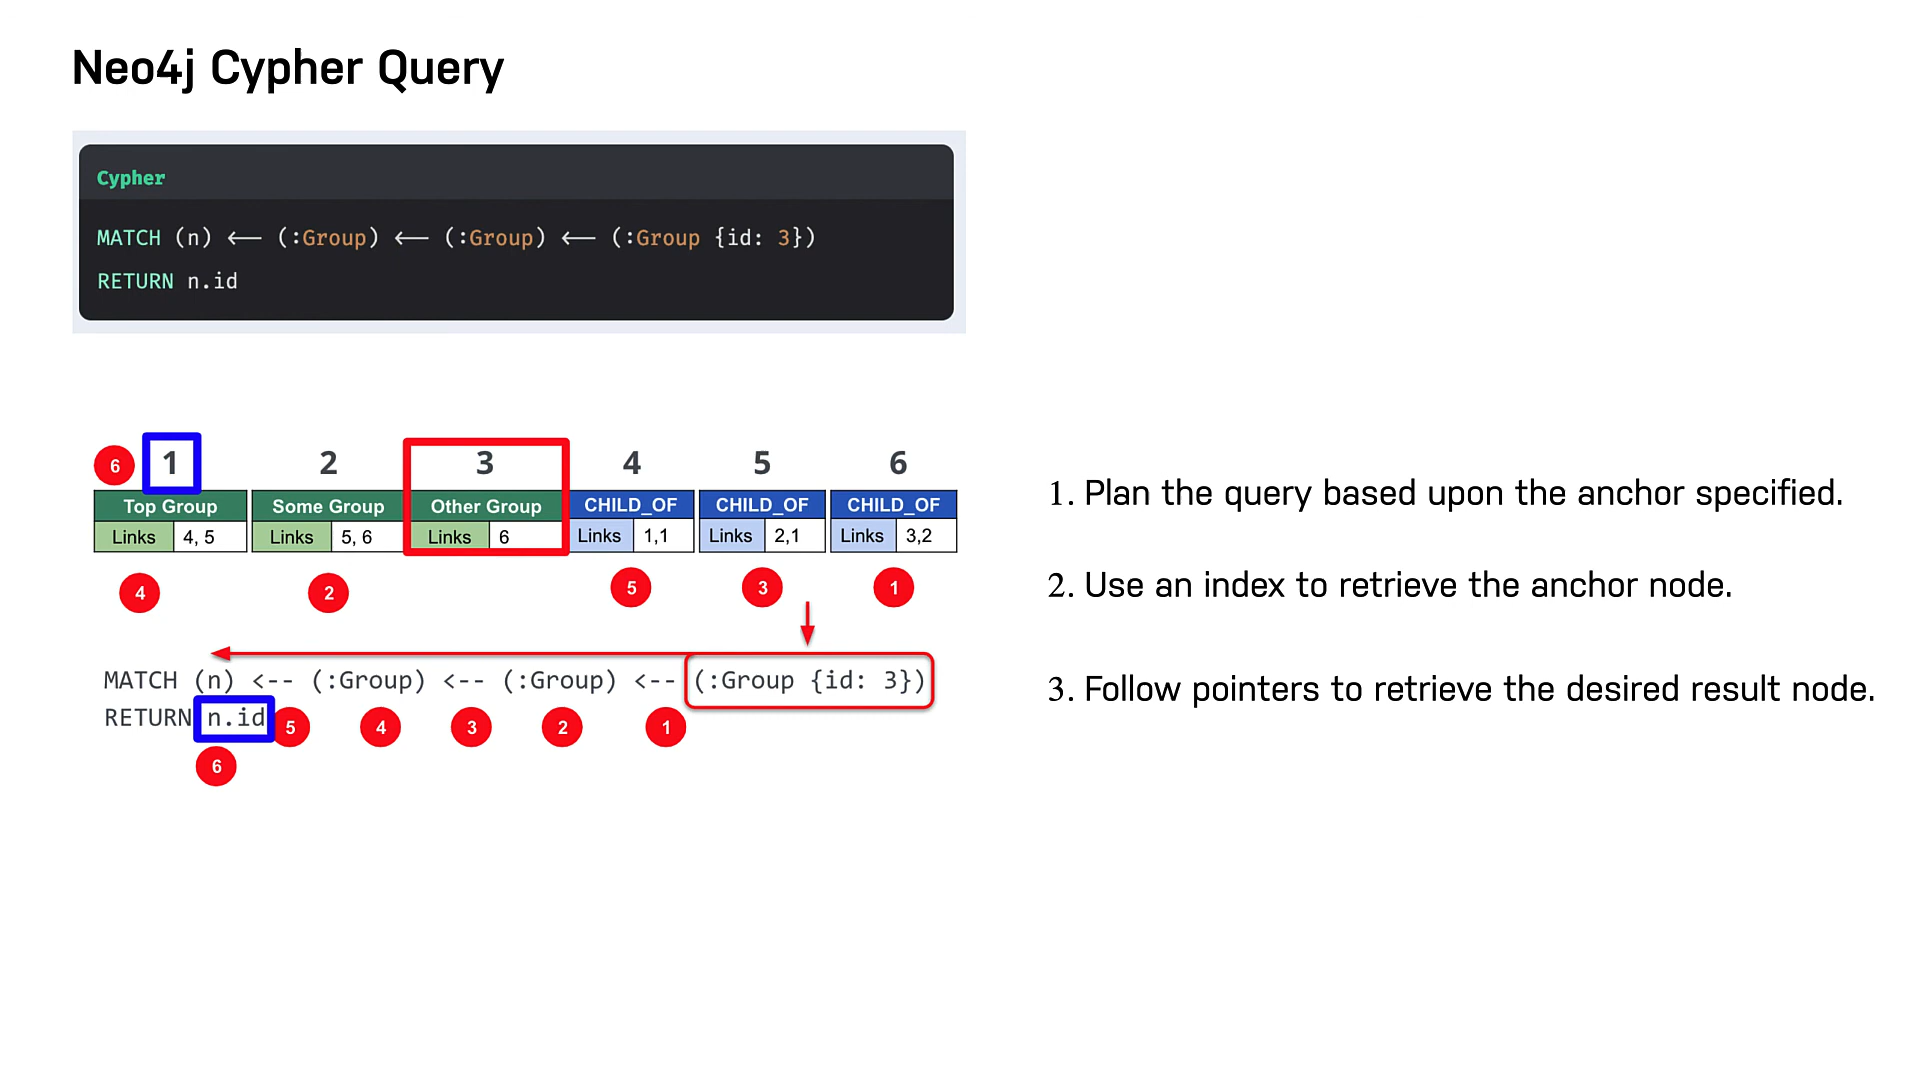 Neo4j Cypher Query
Cypher
MATCH (n) <— (:Group) <— (:Group) <— (:Group {id: 3})
RETURN n.id
6 1 2 3 4 5 6
Top Group Some Group Other Group CHILD_OF CHILD_OF CHILD_OF
Links 4, 5 Links 5, 6 Links 6 Links 1,1 Links 2,1 Links 3,2
4 2 5 3 1
MATCH (n) <-- (:Group) <-- (:Group) <-- (:Group {id: 3})
RETURN n.id 5 4 3 2 1
6
1. Plan the query based upon the anchor specified.
2. Use an index to retrieve the anchor node.
3. Follow pointers to retrieve the desired result node.